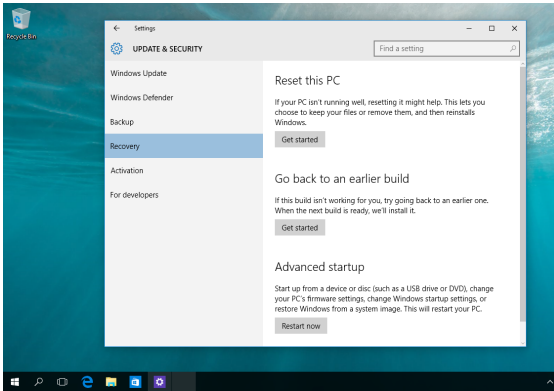 Recycle Bin
Settings
UPDATE & SECURITY
Find a setting
Windows Update
Windows Defender
Backup
Recovery
Activation
For developers
Reset this PC
If your PC isn't running well, resetting it might help. This lets you
choose to keep your files or remove them, and then reinstalls
Windows.
Get started
Go back to an earlier build
If this build isn't working for you, try going back to an earlier one.
When the next build is ready, we'll install it.
Get started
Advanced startup
Start up from a device or disc (such as a USB drive or DVD), change
your PC's firmware settings, change Windows startup settings, or
restore Windows from a system image. This will restart your PC.
Restart now